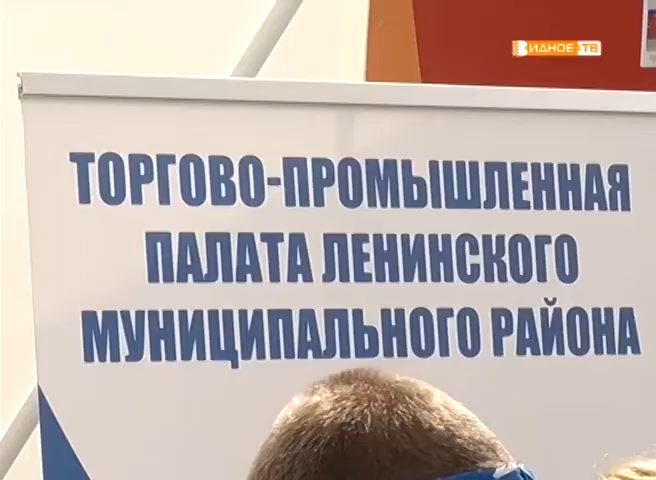 ВИДНОЕ-ТВ
ТОРГОВО-ПРОМЫШЛЕННАЯ
ПАЛАТА ЛЕНИНСКОГО
МУНИЦИПАЛЬНОГО РАЙОНА